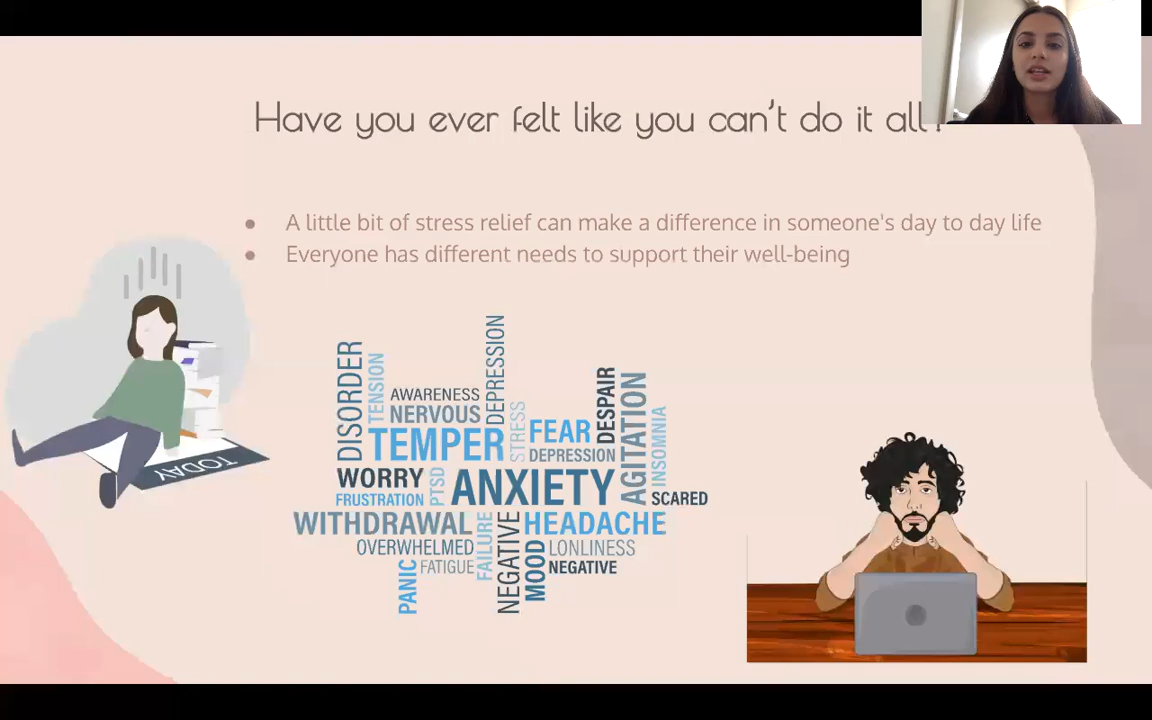 Have you ever felt like you can't do it all?
A little bit of stress relief can make a difference in someone's day to day life
Everyone has different needs to support their well-being
TODAY
DISORDER
TENSION
AWARENESS
NERVOUS
DEPRESSION
TEMPER
STRESS
FEAR
DEPRESSION
DESPAIR
AGITATION
INSOMNIA
WORRY
FRUSTRATION
PTSD
ANXIETY
SCARED
WITHDRAWAL
FAILURE
NEGATIVE
HEADACHE
OVERWHELMED
MOOD
LONLINESS
PANIC
FATIGUE
NEGATIVE